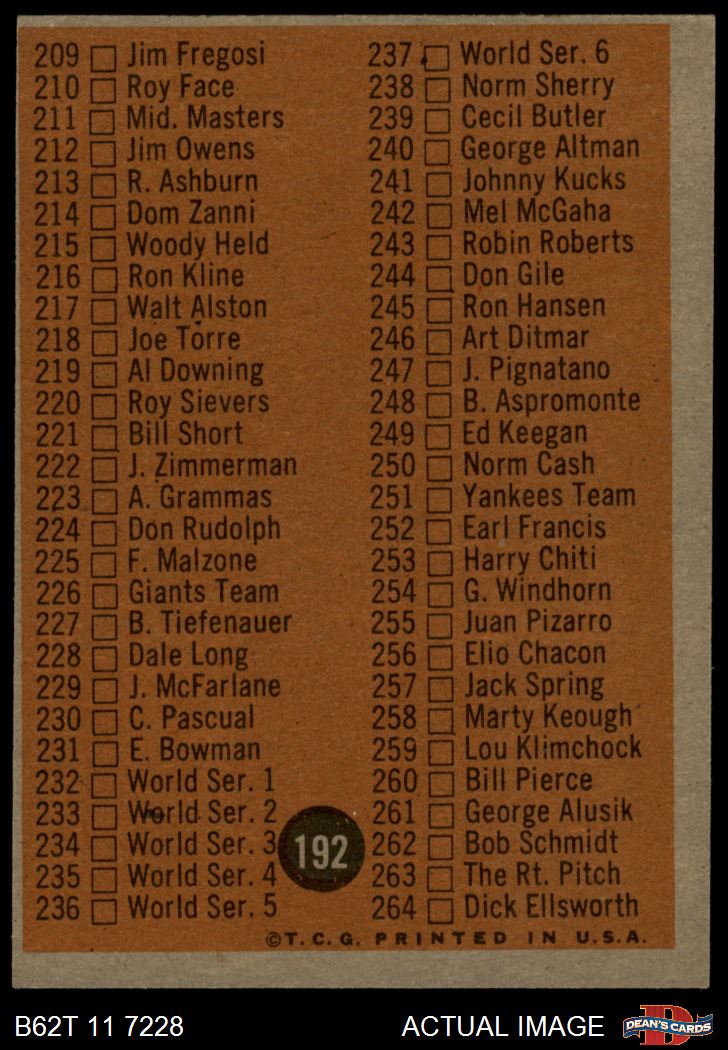 209 Jim Fregosi
210 Roy Face
211 Mid. Masters
212 Jim Owens
213 R. Ashburn
214 Dom Zanni
215 Woody Held
216 Ron Kline
217 Walt Alston
218 Joe Torre
219 Al Downing
220 Roy Sievers
221 Bill Short
222 J. Zimmerman
223 A. Grammas
224 Don Rudolph
225 F. Malzone
226 Giants Team
227 B. Tiefenauer
228 Dale Long
229 J. McFarlane
230 C. Pascual
231 E. Bowman
232 World Ser. 1
233 World Ser. 2
234 World Ser. 3
235 World Ser. 4
236 World Ser. 5
192
237 World Ser. 6
238 Norm Sherry
239 Cecil Butler
240 George Altman
241 Johnny Kucks
242 Mel McGaha
243 Robin Roberts
244 Don Gile
245 Ron Hansen
246 Art Ditmar
247 J. Pignatano
248 B. Aspromonte
249 Ed Keegan
250 Norm Cash
251 Yankees Team
252 Earl Francis
253 Harry Chiti
254 G. Windhorn
255 Juan Pizarro
256 Elio Chacon
257 Jack Spring
258 Marty Keough
259 Lou Klimchock
260 Bill Pierce
261 George Alusik
262 Bob Schmidt
263 The Rt. Pitch
264 Dick Ellsworth
©T.C.G. PRINTED IN U.S.A.
B62T 11 7228
ACTUAL IMAGE
D
DEAN'S CARDS